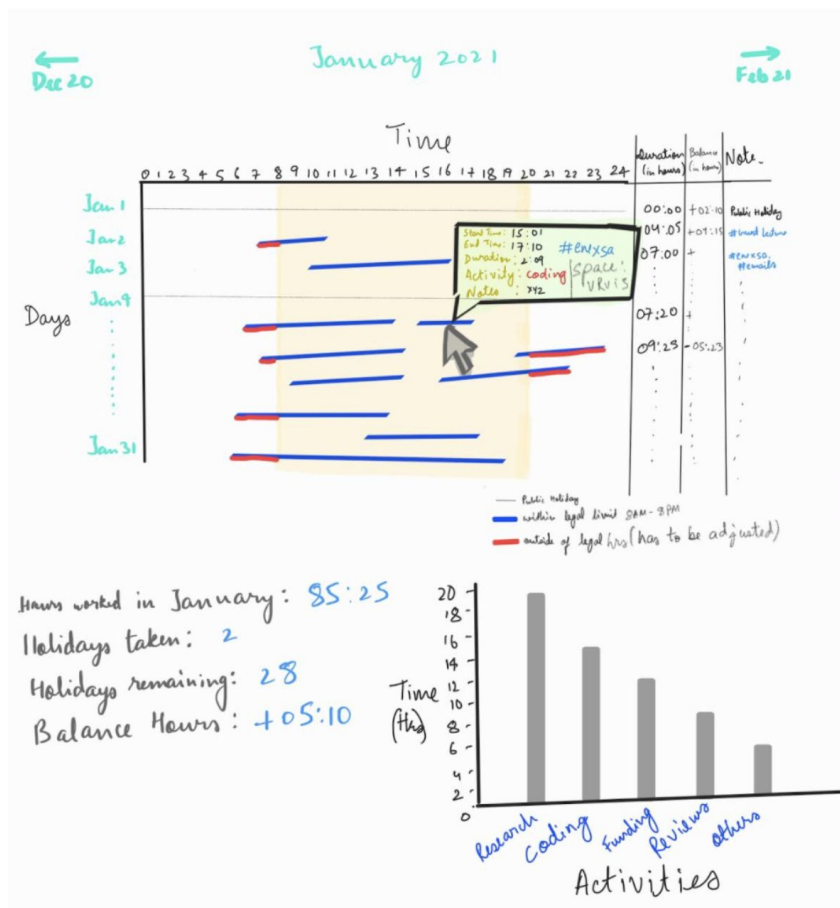 January 2021
Dec 20
Feb 21
Time
0 1 2 3 4 5 6 7 8 9 10 11 12 13 14 15 16 17 18 19 20 21 22 23 24
Duration (in hours)
Balance (in hours)
Note
Jan 1 00:00 +02:10 Public Holiday
Jan 2 04:05
Jan 3 07:00 + #enxsa, #emails
Jan 4
Days
07:20 +
09:25 -05:23
Jan 31
Start Time: 15:01
End Time: 17:10
Duration: 2:09
Activity: coding
Notes : XYZ
#enxsa
Space:
VRVis
Public Holiday
within legal limit 8AM - 8PM
outside of legal hrs (has to be adjusted)
Hours worked in January: 85:25
Holidays taken: 2
Holidays remaining: 28
Balance Hours: +05:10
Time
(Hrs)
20
18
16
14
12
10
8
6
4
2
0
Research
Coding
Funding
Reviews
Others
Activities